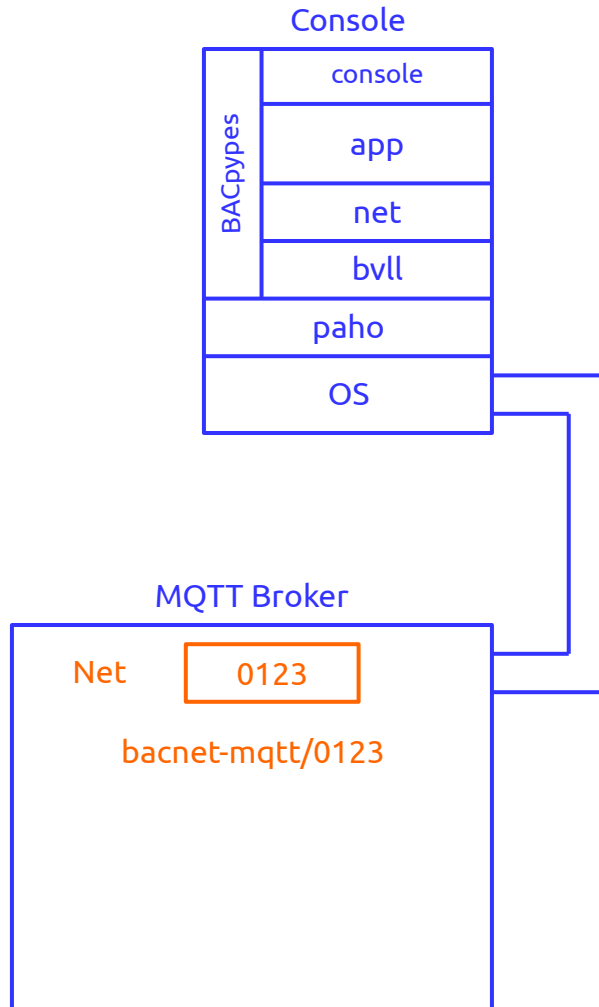 Console
BACpypes
console
app
net
bvll
paho
OS
MQTT Broker
Net 0123
bacnet-mqtt/0123